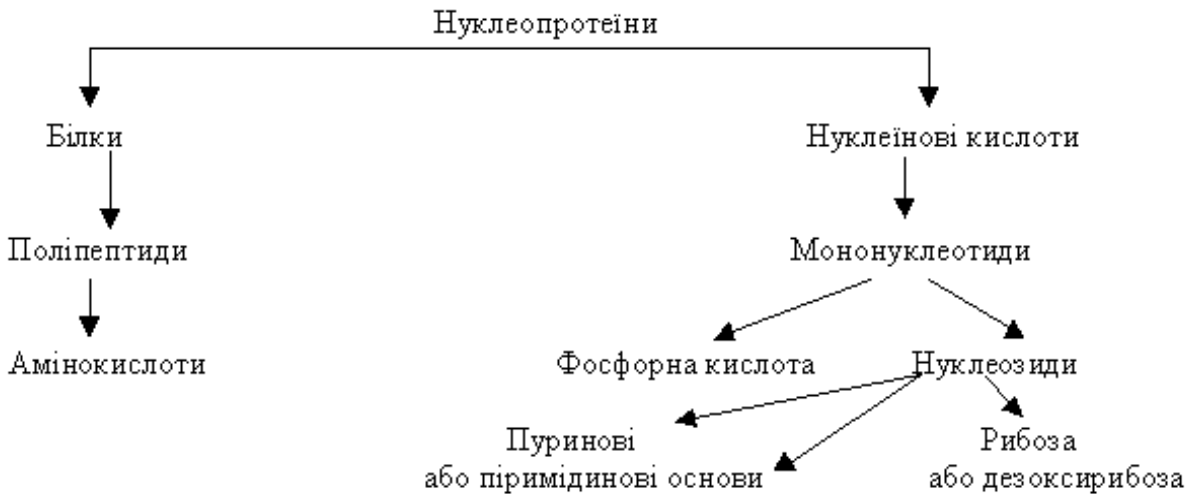 Нуклеопротеїни
Білки
Нуклеїнові кислоти
Поліпептиди
Мононуклеотиди
Амінокислоти
Фосфорна кислота
Нуклеозиди
Пуринові
або піримідинові основи
Рибоза
або дезоксирибоза